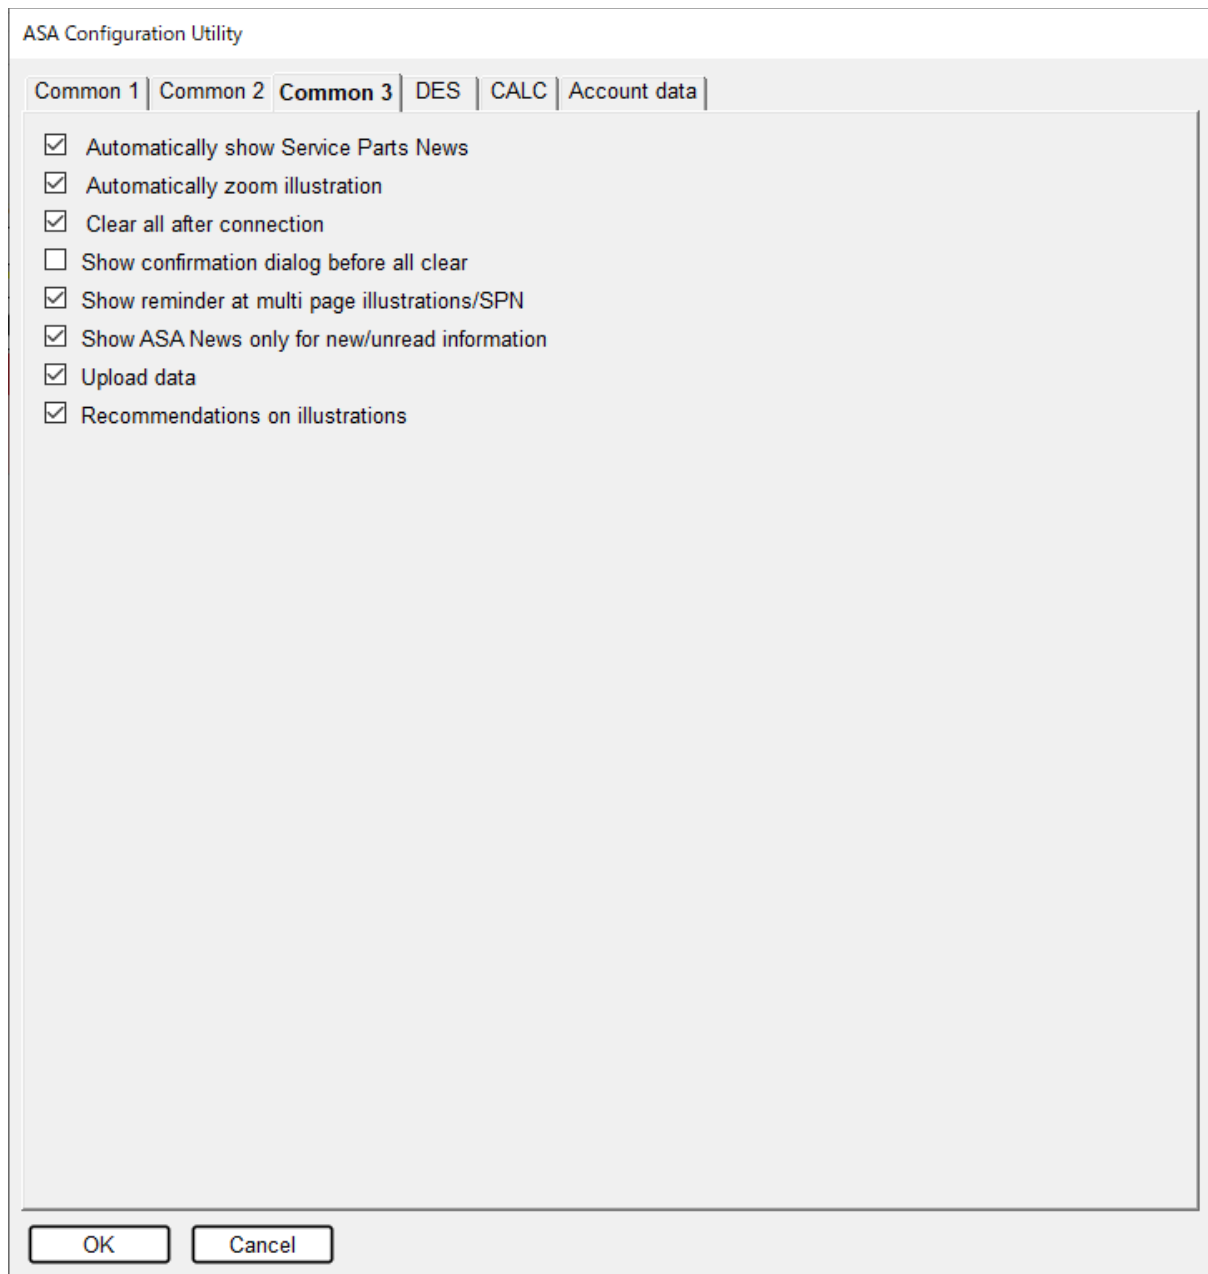 ASA Configuration Utility
Common 1 Common 2 Common 3 DES CALC Account data
Automatically show Service Parts News
Automatically zoom illustration
Clear all after connection
Show confirmation dialog before all clear
Show reminder at multi page illustrations/SPN
Show ASA News only for new/unread information
Upload data
Recommendations on illustrations
OK Cancel